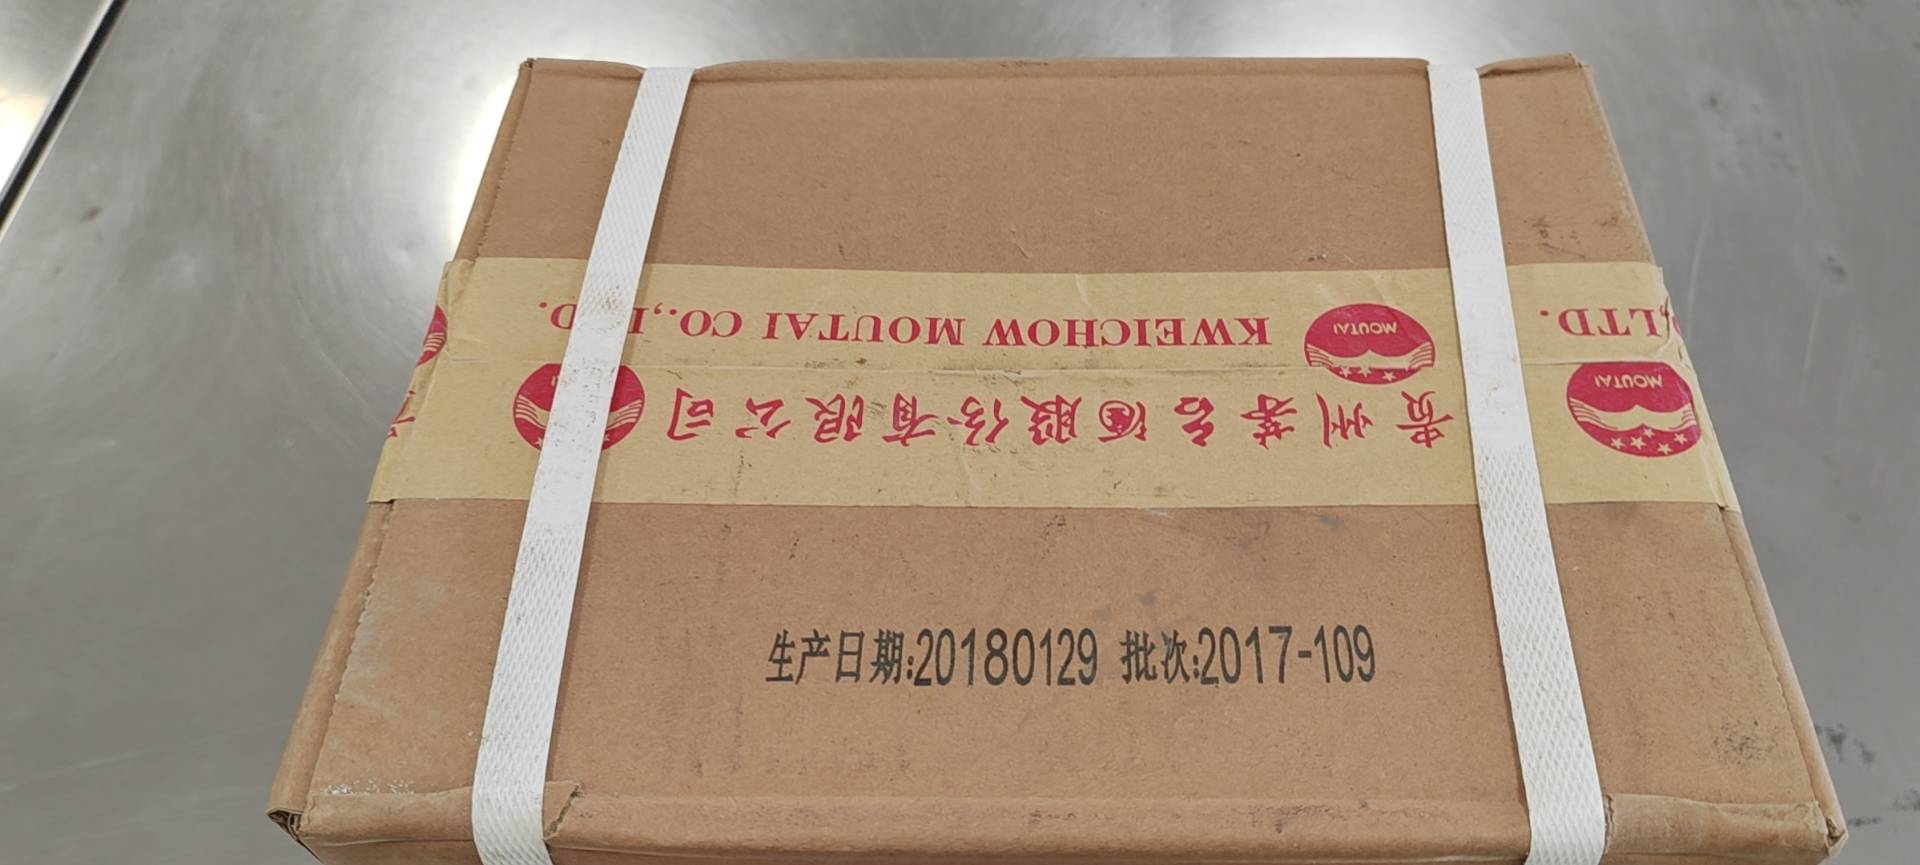 KWEICHOW MOUTAI CO.,LTD.
MOUTAI
,LTD.
MOUTAI
贵州茅台酒股份有限公司
生产日期:20180129 批次:2017-109